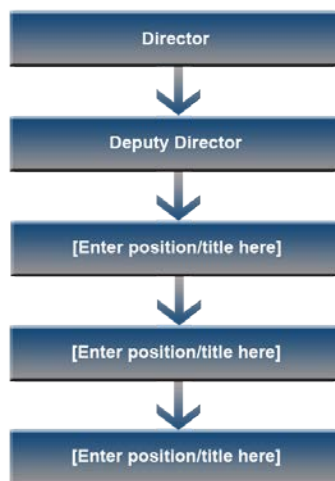 Director
Deputy Director
[Enter position/title here]
[Enter position/title here]
[Enter position/title here]